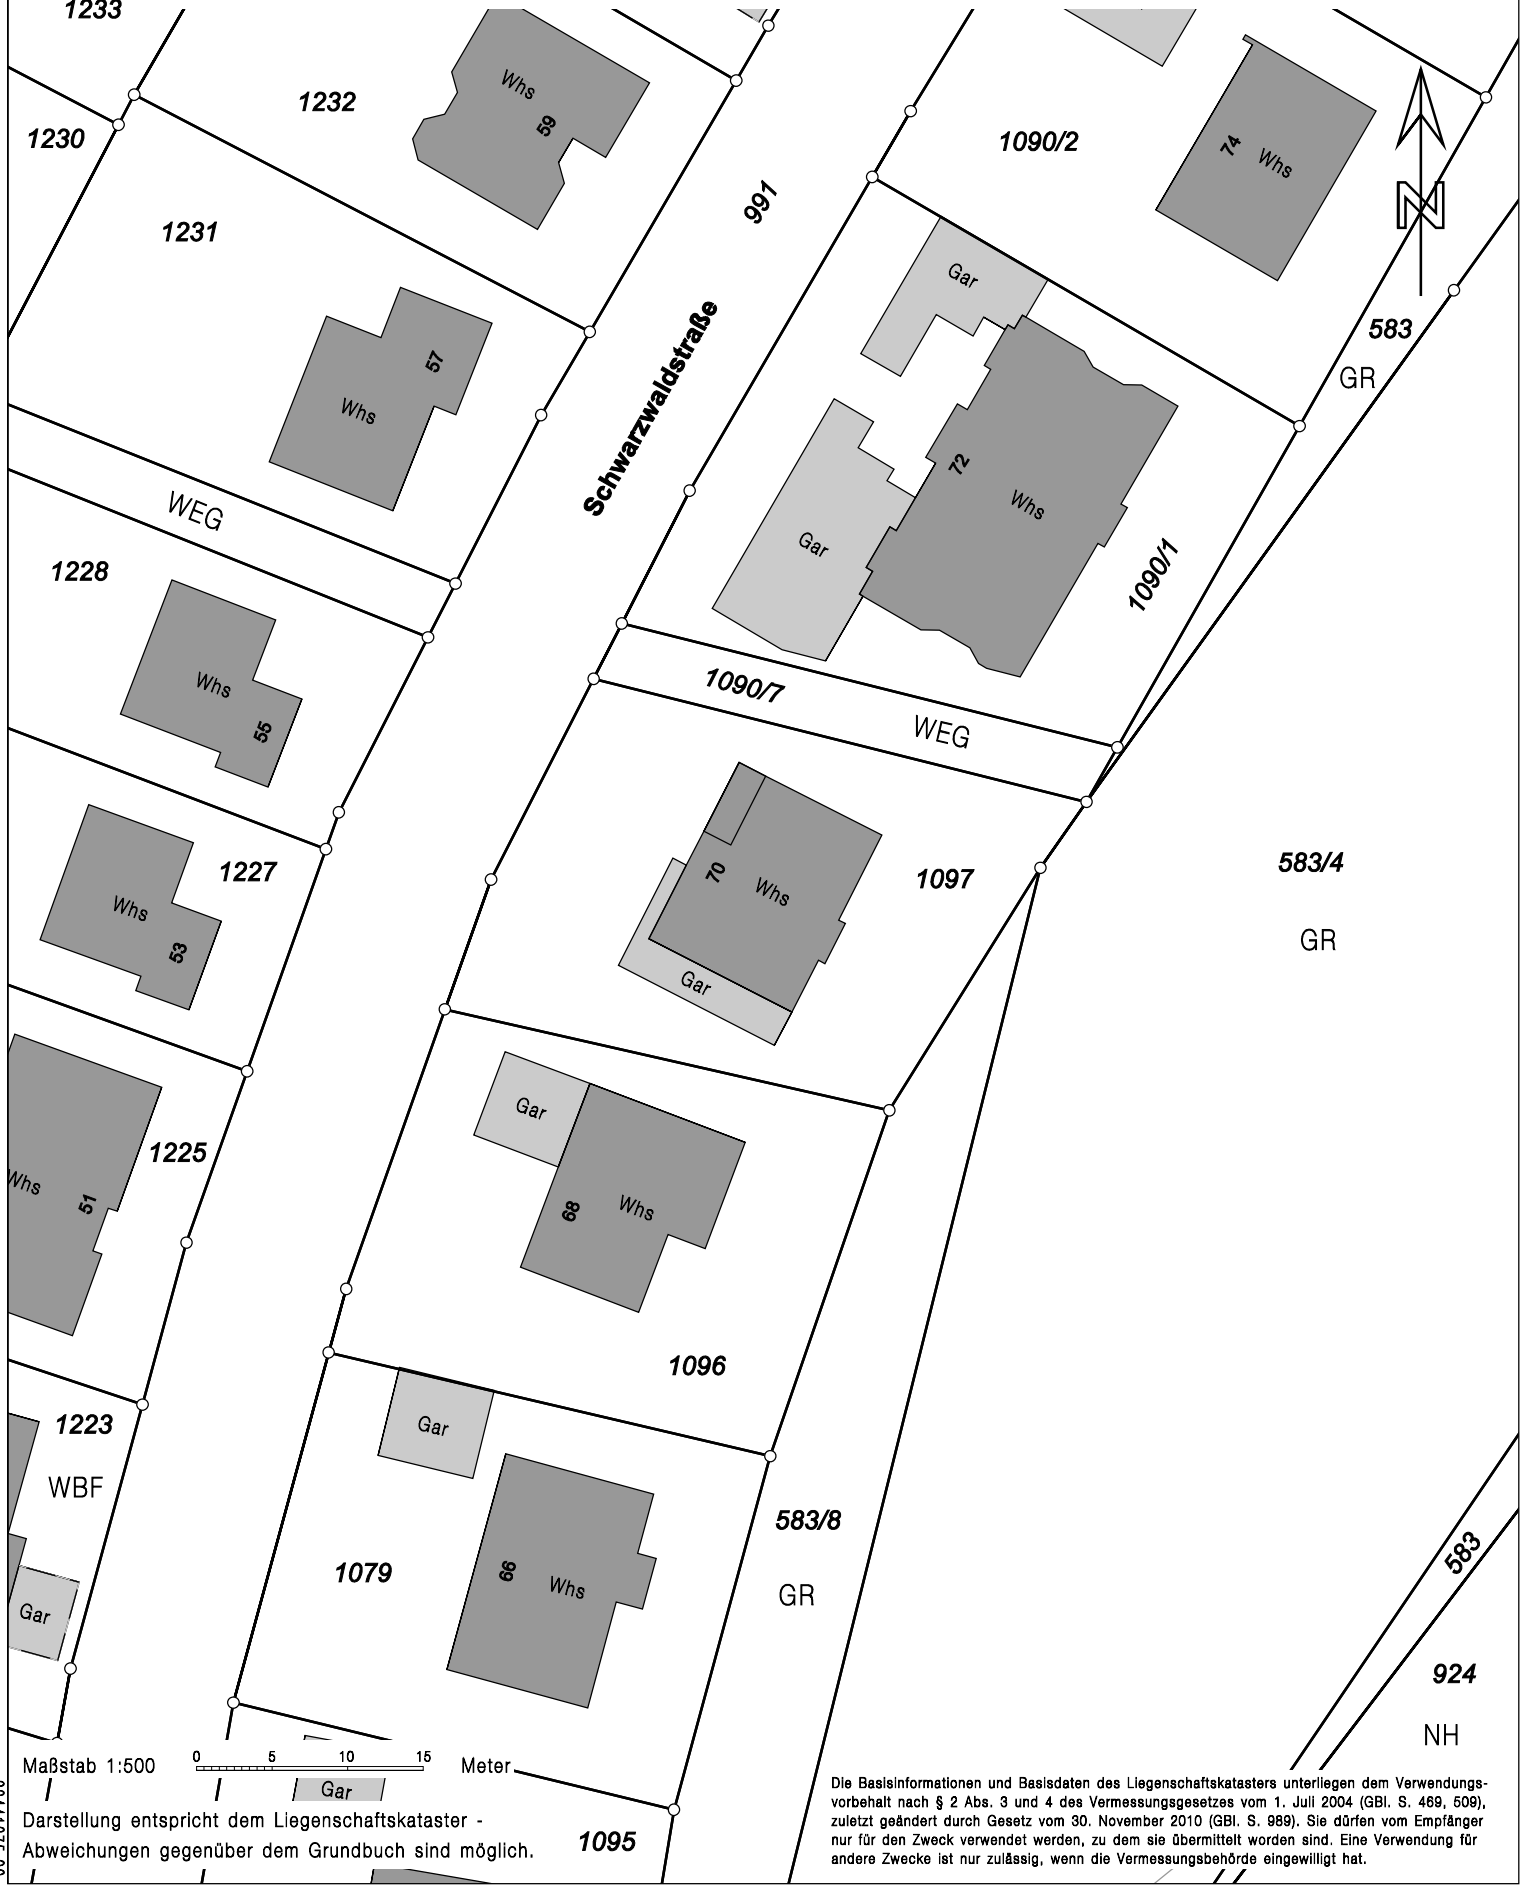 1233
1232
Whs
59
1230
1231
991
1090/2
74
Whs
N
Gar
583
GR
57
Whs
Schwarzwaldstraße
72
Whs
WEG
Gar
1090/1
1228
Whs
55
1090/7
WEG
1227
Whs
53
70
Whs
1097
583/4
GR
Gar
1225
Whs
51
Gar
68
Whs
1096
1223
WBF
Gar
583/8
GR
1079
66
Whs
583
Gar
924
NH
Maßstab 1:500
0 5 10 15
Meter
Gar
Darstellung entspricht dem Liegenschaftskataster -
Abweichungen gegenüber dem Grundbuch sind möglich.
1095
Die Basisinformationen und Basisdaten des Liegenschaftskatasters unterliegen dem Verwendungs-
vorbehalt nach § 2 Abs. 3 und 4 des Vermessungsgesetzes vom 1. Juli 2004 (GBl. S. 469, 509),
zuletzt geändert durch Gesetz vom 30. November 2010 (GBl. S. 989). Sie dürfen vom Empfänger
nur für den Zweck verwendet werden, zu dem sie übermittelt worden sind. Eine Verwendung für
andere Zwecke ist nur zulässig, wenn die Vermessungsbehörde eingewilligt hat.